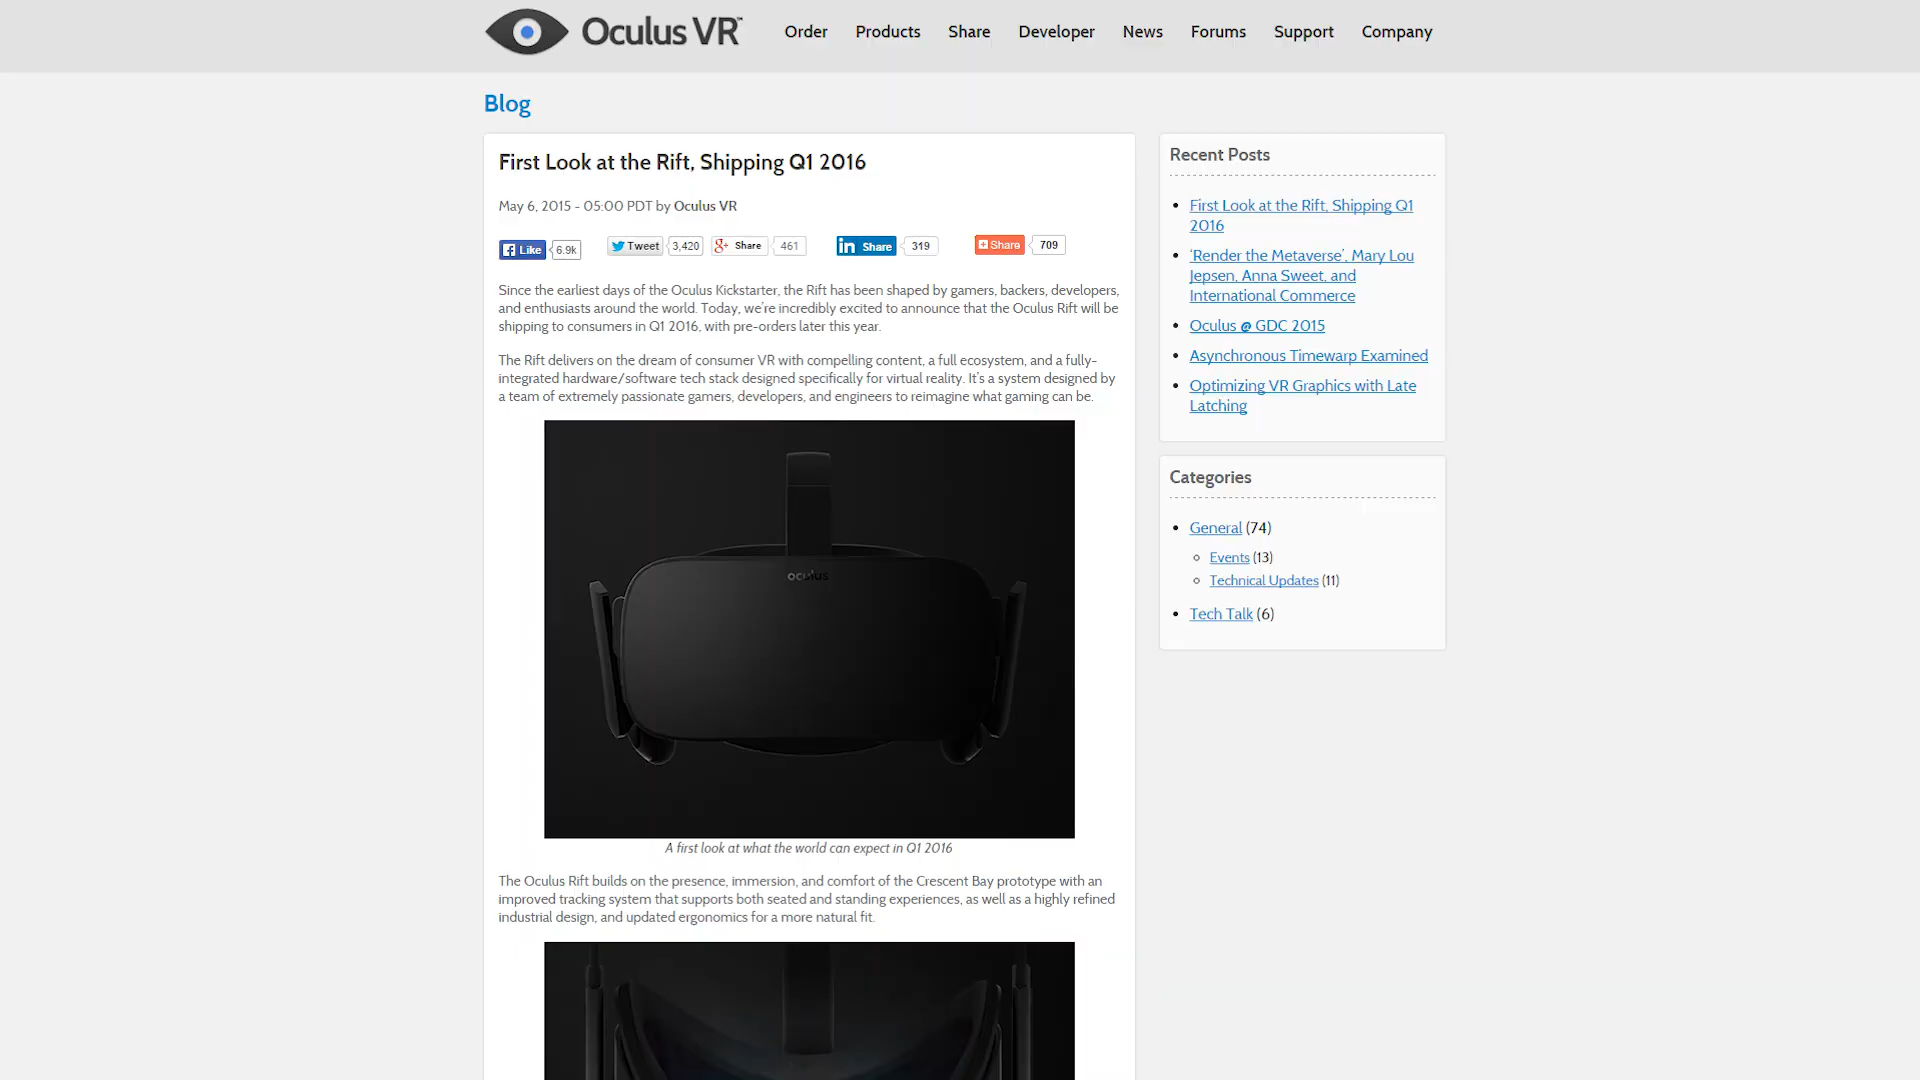 Oculus VR™
Order Products Share Developer News Forums Support Company
Blog
First Look at the Rift, Shipping Q1 2016
May 6, 2015 - 05:00 PDT by Oculus VR
Like 6.9k Tweet 3,420 g+ Share 461 in Share 319 Share 709
Since the earliest days of the Oculus Kickstarter, the Rift has been shaped by gamers, backers, developers,
and enthusiasts around the world. Today, we're incredibly excited to announce that the Oculus Rift will be
shipping to consumers in Q1 2016, with pre-orders later this year.
The Rift delivers on the dream of consumer VR with compelling content, a full ecosystem, and a fully-
integrated hardware/software tech stack designed specifically for virtual reality. It's a system designed by
a team of extremely passionate gamers, developers, and engineers to reimagine what gaming can be.
oculus
A first look at what the world can expect in Q1 2016
The Oculus Rift builds on the presence, immersion, and comfort of the Crescent Bay prototype with an
improved tracking system that supports both seated and standing experiences, as well as a highly refined
industrial design, and updated ergonomics for a more natural fit.
Recent Posts
First Look at the Rift, Shipping Q1
2016
'Render the Metaverse', Mary Lou
Jepsen, Anna Sweet, and
International Commerce
Oculus @ GDC 2015
Asynchronous Timewarp Examined
Optimizing VR Graphics with Late
Latching
Categories
General (74)
Events (13)
Technical Updates (11)
Tech Talk (6)